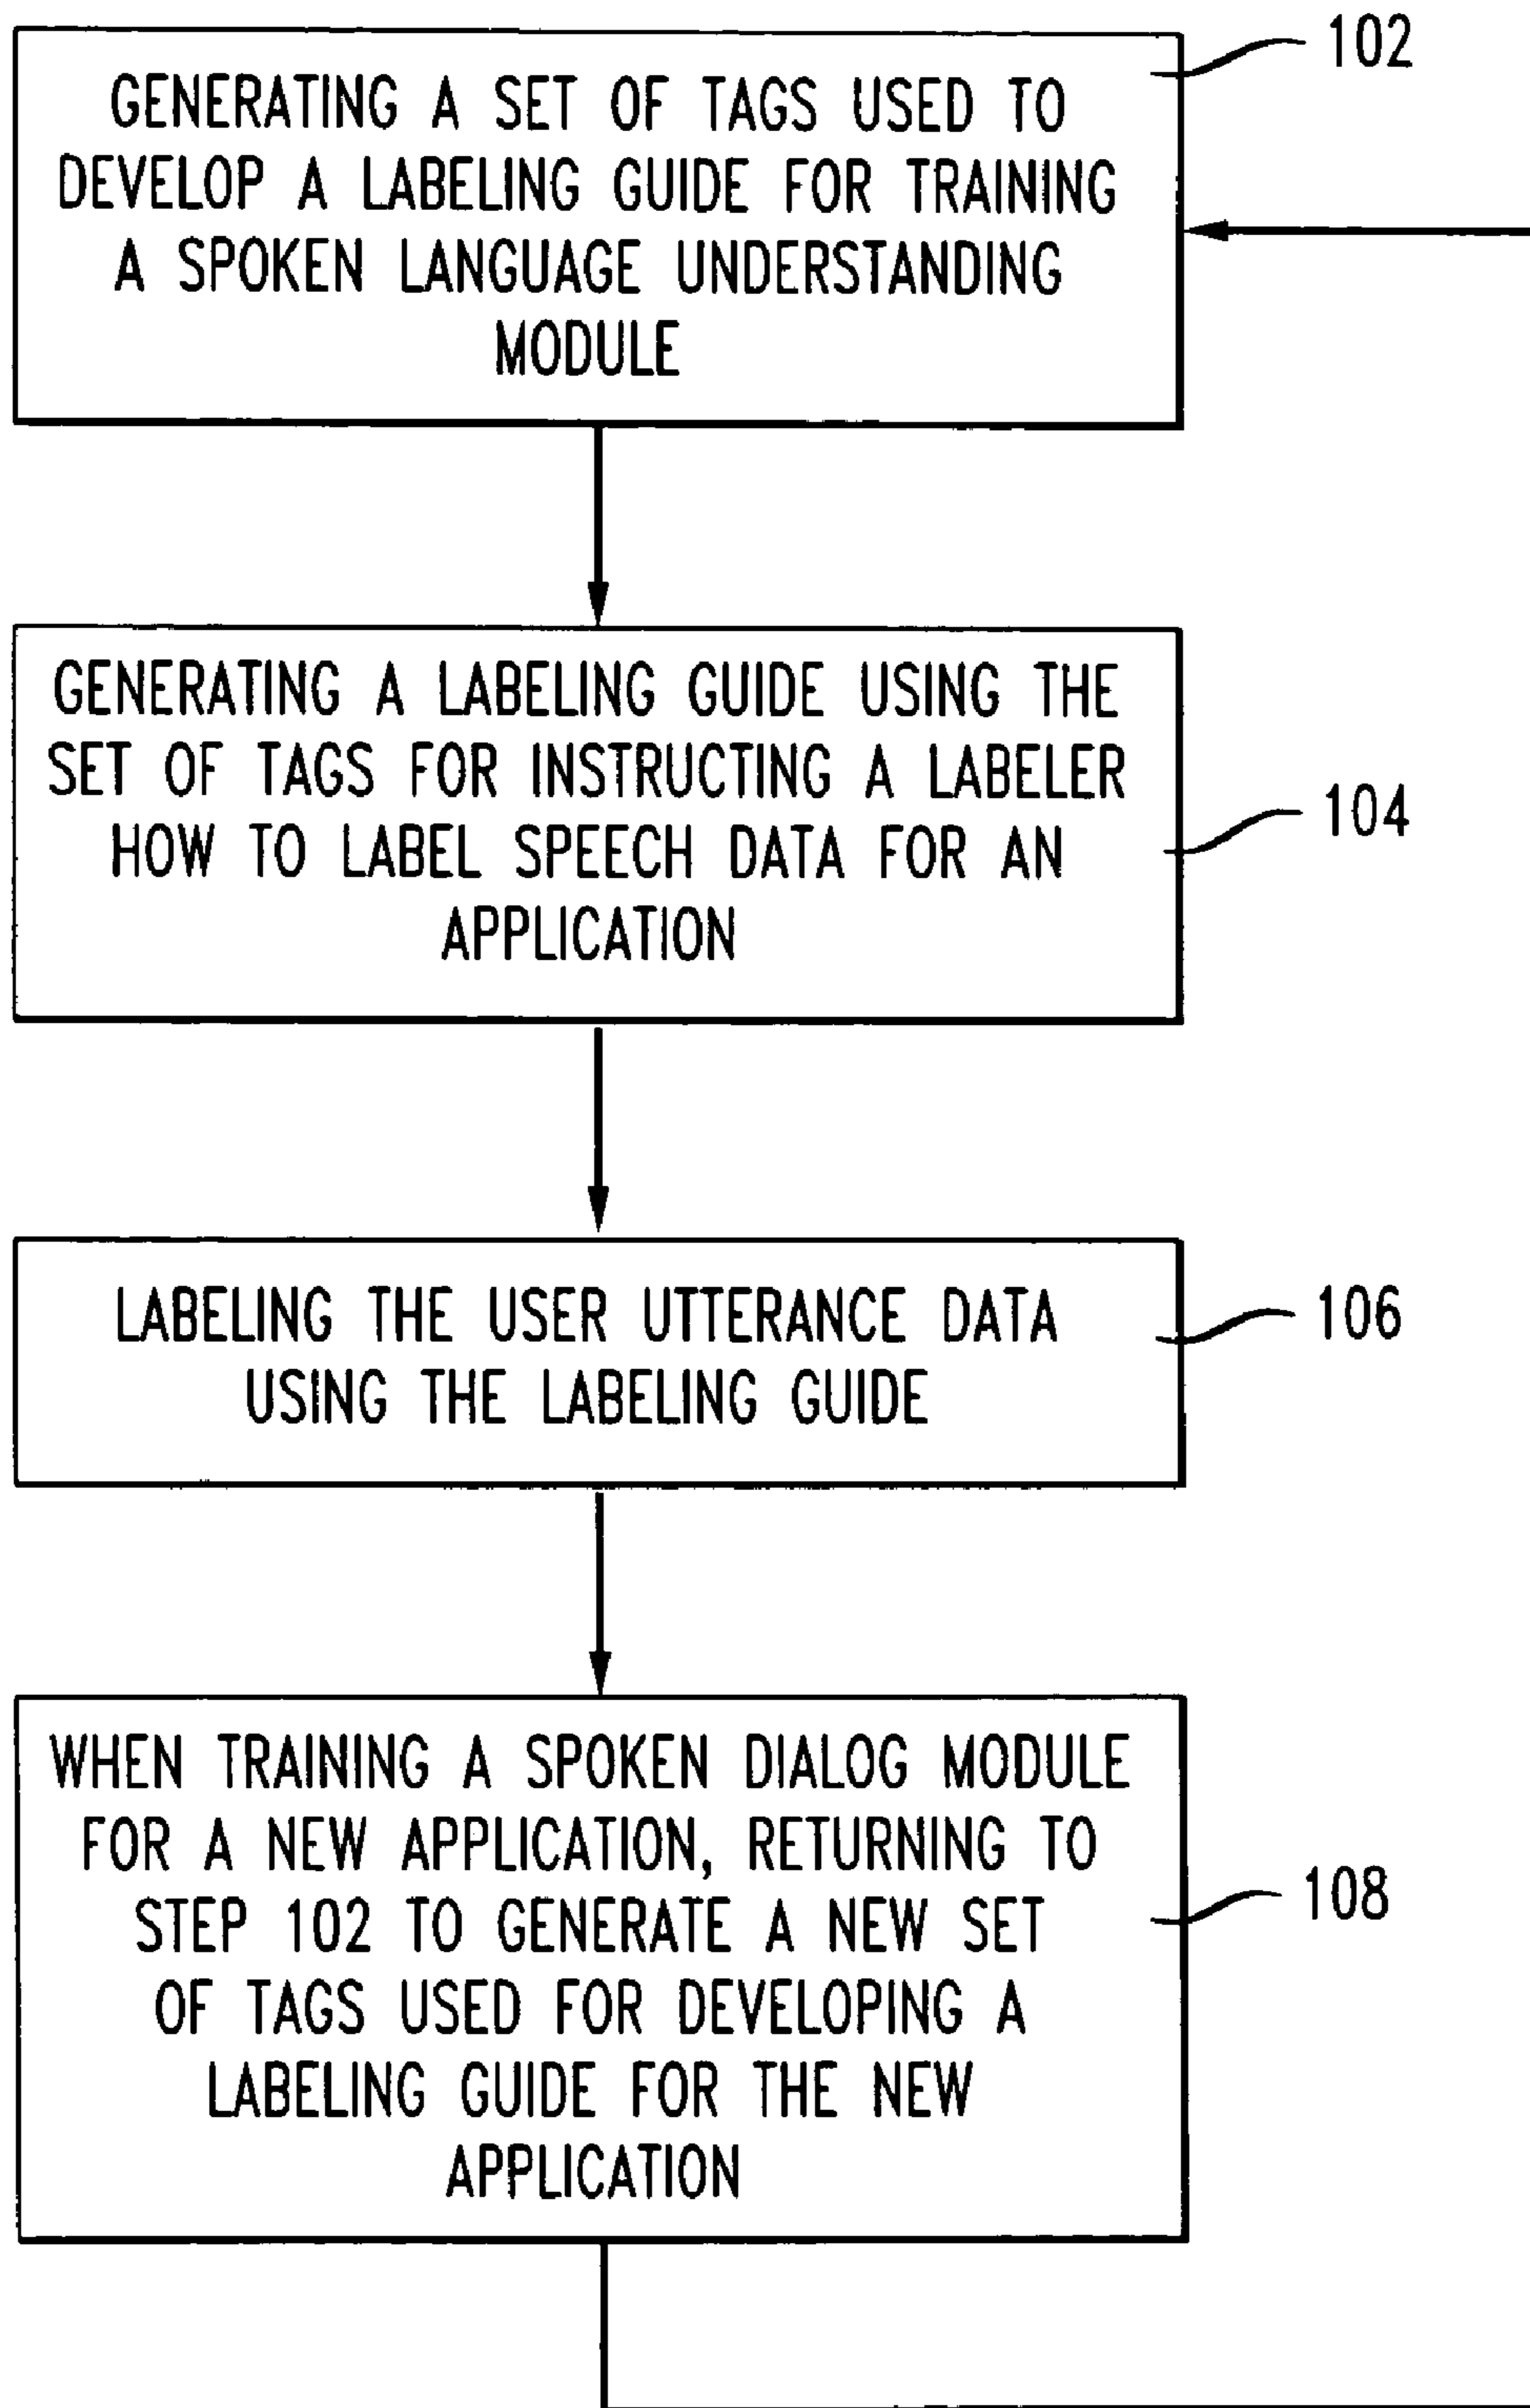 102
GENERATING A SET OF TAGS USED TO
DEVELOP A LABELING GUIDE FOR TRAINING
A SPOKEN LANGUAGE UNDERSTANDING
MODULE
GENERATING A LABELING GUIDE USING THE
SET OF TAGS FOR INSTRUCTING A LABELER
HOW TO LABEL SPEECH DATA FOR AN
APPLICATION
104
LABELING THE USER UTTERANCE DATA
USING THE LABELING GUIDE
106
WHEN TRAINING A SPOKEN DIALOG MODULE
FOR A NEW APPLICATION, RETURNING TO
STEP 102 TO GENERATE A NEW SET
OF TAGS USED FOR DEVELOPING A
LABELING GUIDE FOR THE NEW
APPLICATION
108